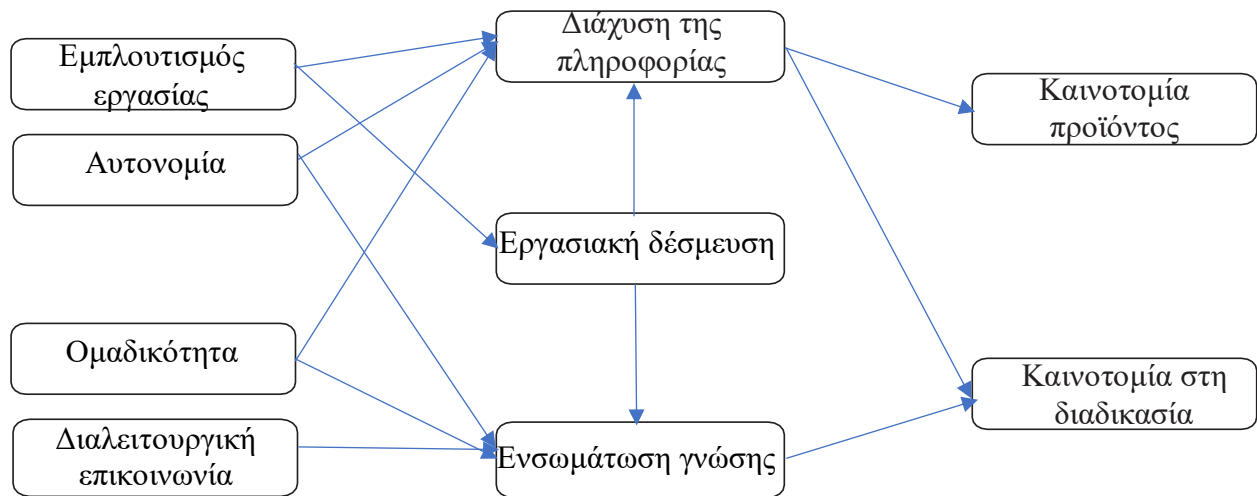 Εμπλουτισμός
εργασίας
Αυτονομία
Ομαδικότητα
Διαλειτουργική
επικοινωνία
Διάχυση της
πληροφορίας
Εργασιακή δέσμευση
Ενσωμάτωση γνώσης
Καινοτομία
προϊόντος
Καινοτομία στη
διαδικασία